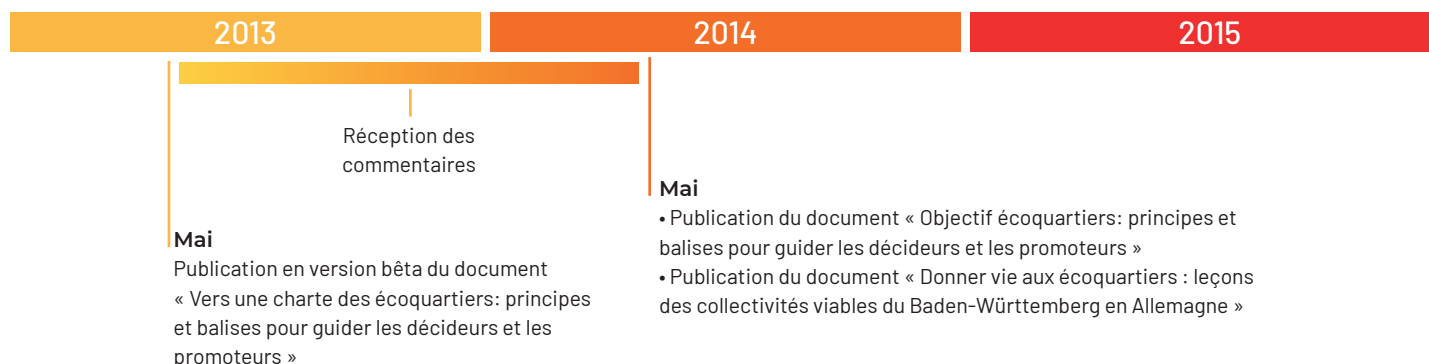 2013
2014
2015
Réception des
commentaires
Mai
Publication en version bêta du document
« Vers une charte des écoquartiers: principes
et balises pour guider les décideurs et les
promoteurs »
Mai
• Publication du document « Objectif écoquartiers: principes et
balises pour guider les décideurs et les promoteurs »
• Publication du document « Donner vie aux écoquartiers : leçons
des collectivités viables du Baden-Württemberg en Allemagne »